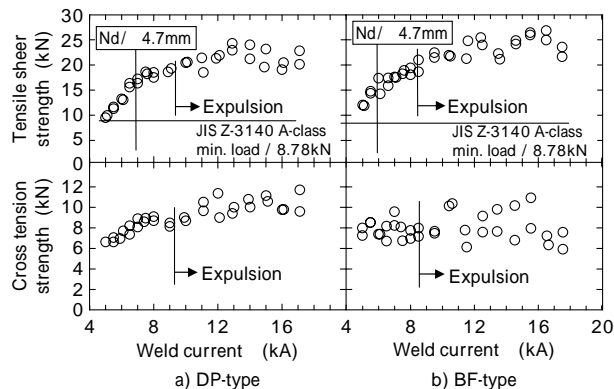 Tensile sheer
strength (kN)
30
25
20
15
10
5
0
Nd/ 4.7mm
Expulsion
JIS Z-3140 A-class
min. load / 8.78kN
Nd/ 4.7mm
Expulsion
JIS Z-3140 A-class
min. load / 8.78kN
Cross tension
strength (kN)
12
10
8
6
4
2
0
Expulsion
Expulsion
4 8 12 16
4 8 12 16 20
Weld current (kA)
Weld current (kA)
a) DP-type
b) BF-type